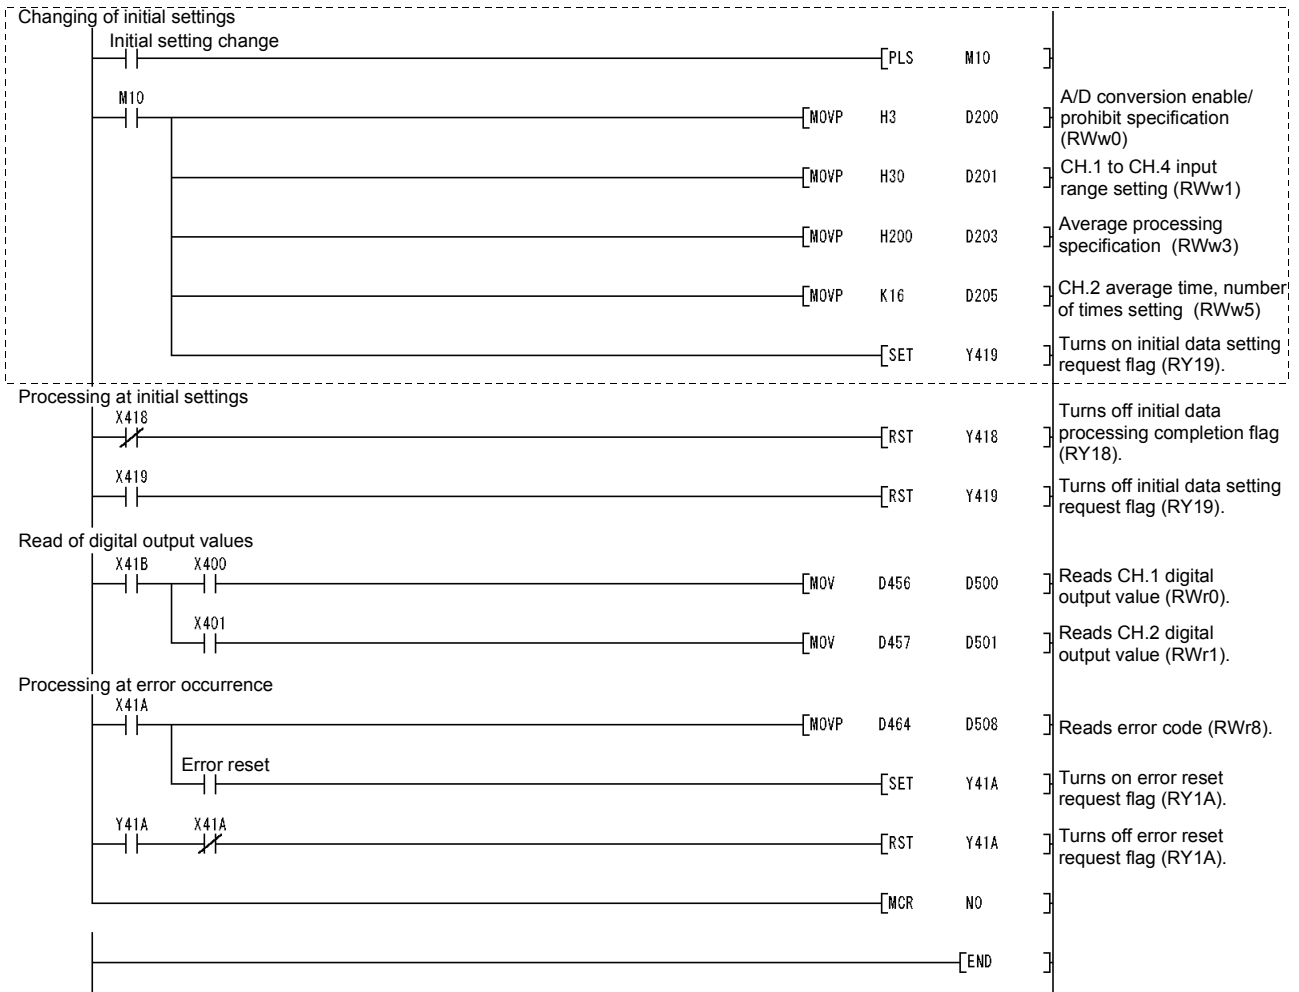 Changing of initial settings
Initial setting change
[PLS M10 ]
M10
[MOVP H3 D200 ]
A/D conversion enable/
prohibit specification
(RWw0)
[MOVP H30 D201 ]
CH.1 to CH.4 input
range setting (RWw1)
[MOVP H200 D203 ]
Average processing
specification (RWw3)
[MOVP K16 D205 ]
CH.2 average time, number
of times setting (RWw5)
[SET Y419 ]
Turns on initial data setting
request flag (RY19).
Processing at initial settings
X418
[RST Y418 ]
Turns off initial data
processing completion flag
(RY18).
X419
[RST Y419 ]
Turns off initial data setting
request flag (RY19).
Read of digital output values
X41B X400
[MOV D456 D500 ]
Reads CH.1 digital
output value (RWr0).
X401
[MOV D457 D501 ]
Reads CH.2 digital
output value (RWr1).
Processing at error occurrence
X41A
[MOVP D464 D508 ]
Reads error code (RWr8).
Error reset
[SET Y41A ]
Turns on error reset
request flag (RY1A).
Y41A X41A
[RST Y41A ]
Turns off error reset
request flag (RY1A).
[MCR N0 ]
[END ]